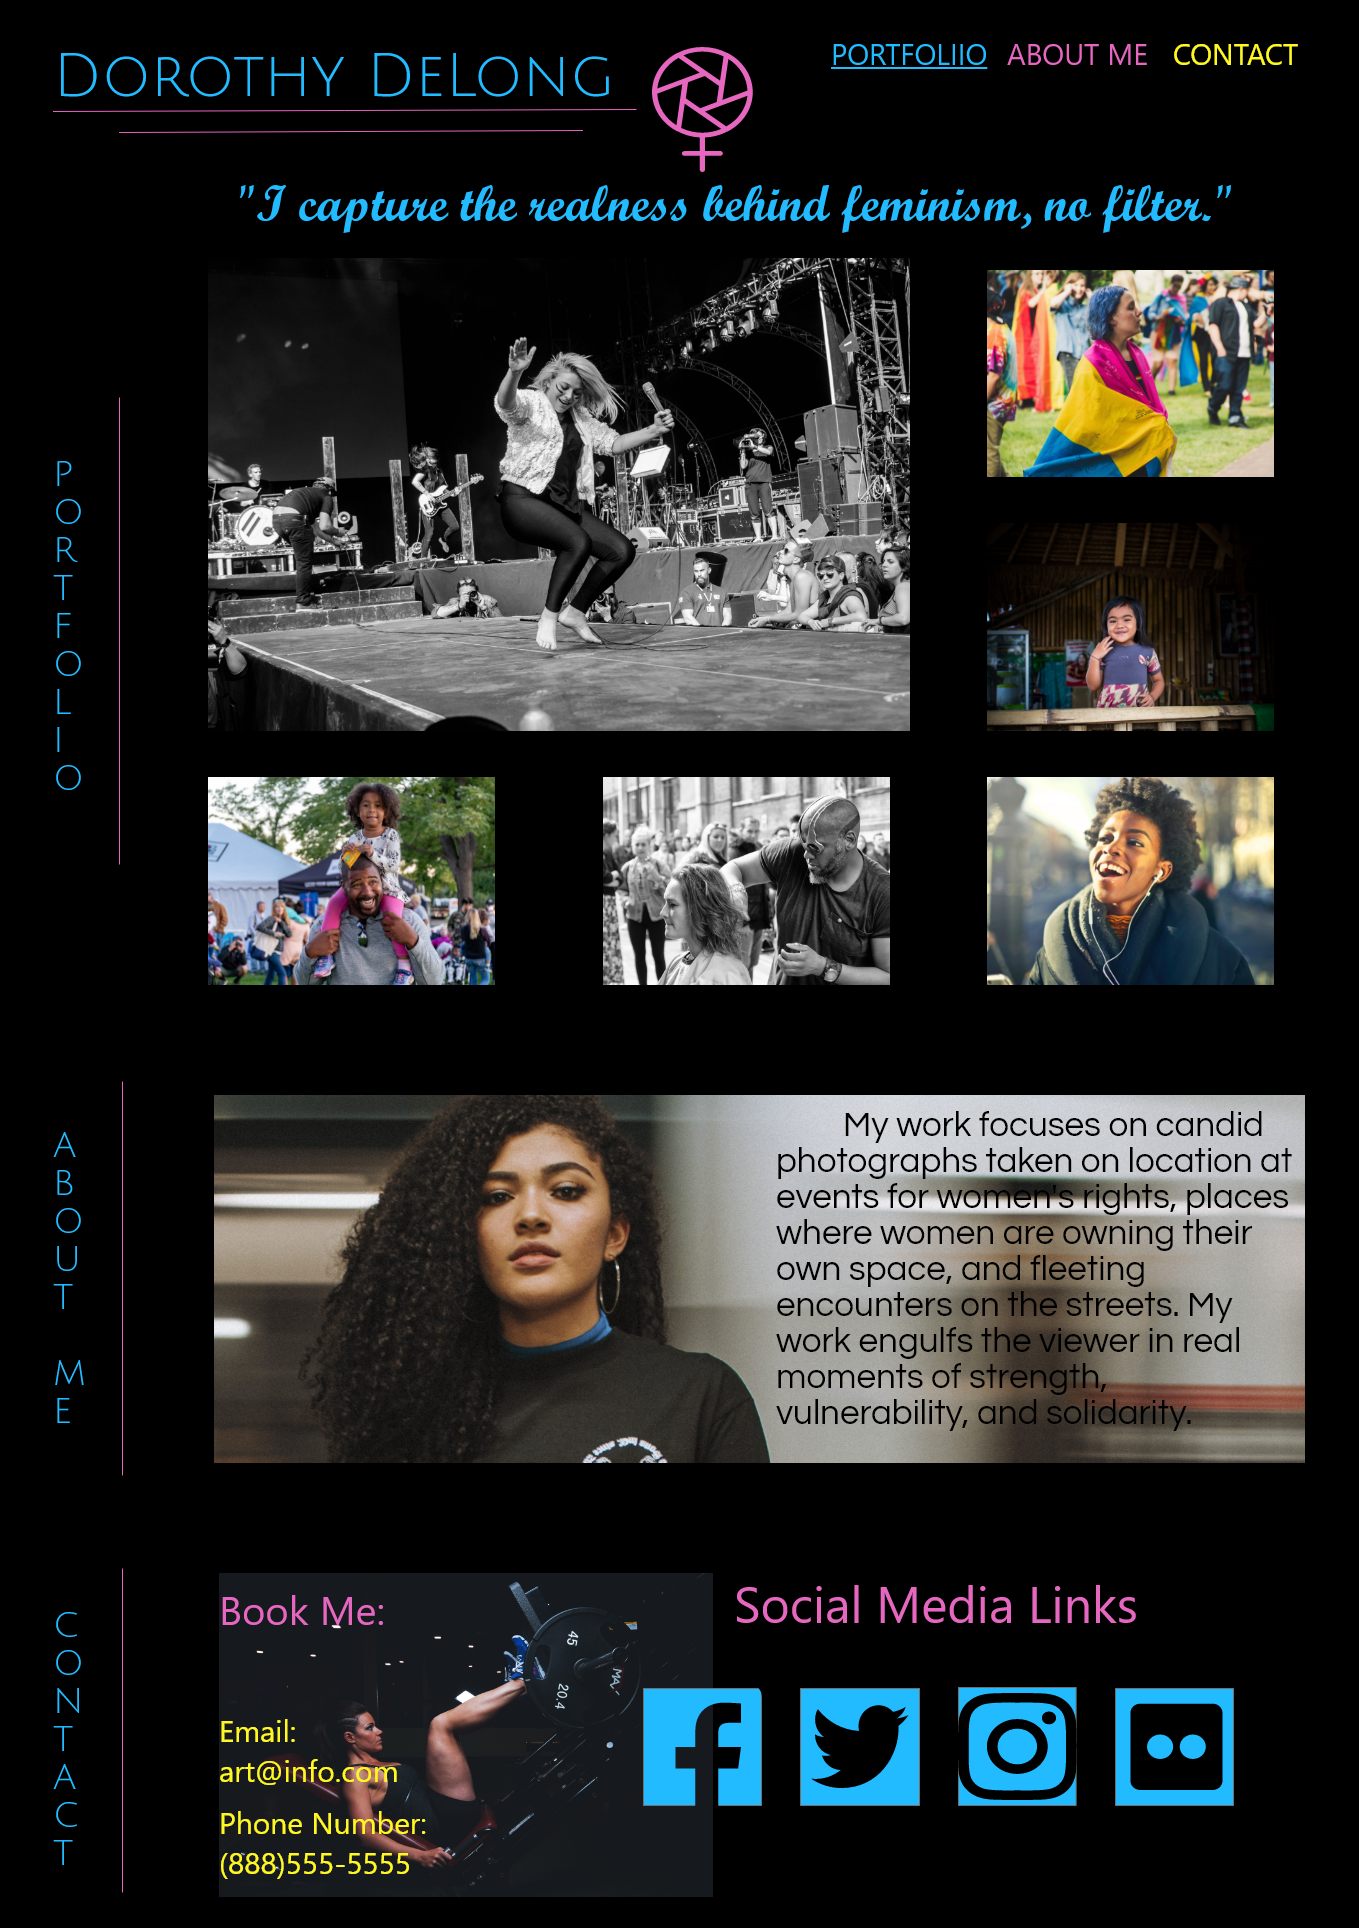 DOROTHY DELONG
PORTFOLIIO ABOUT ME CONTACT
"I capture the realness behind feminism, no filter."
PORTFOLIO
ABOUT ME
My work focuses on candid
photographs taken on location at
events for women's rights, places
where women are owning their
own space, and fleeting
encounters on the streets. My
work engulfs the viewer in real
moments of strength,
vulnerability, and solidarity.
CONTACT
Book Me:
45
20.4
Email:
art@info.com
Phone Number:
(888)555-5555
Social Media Links